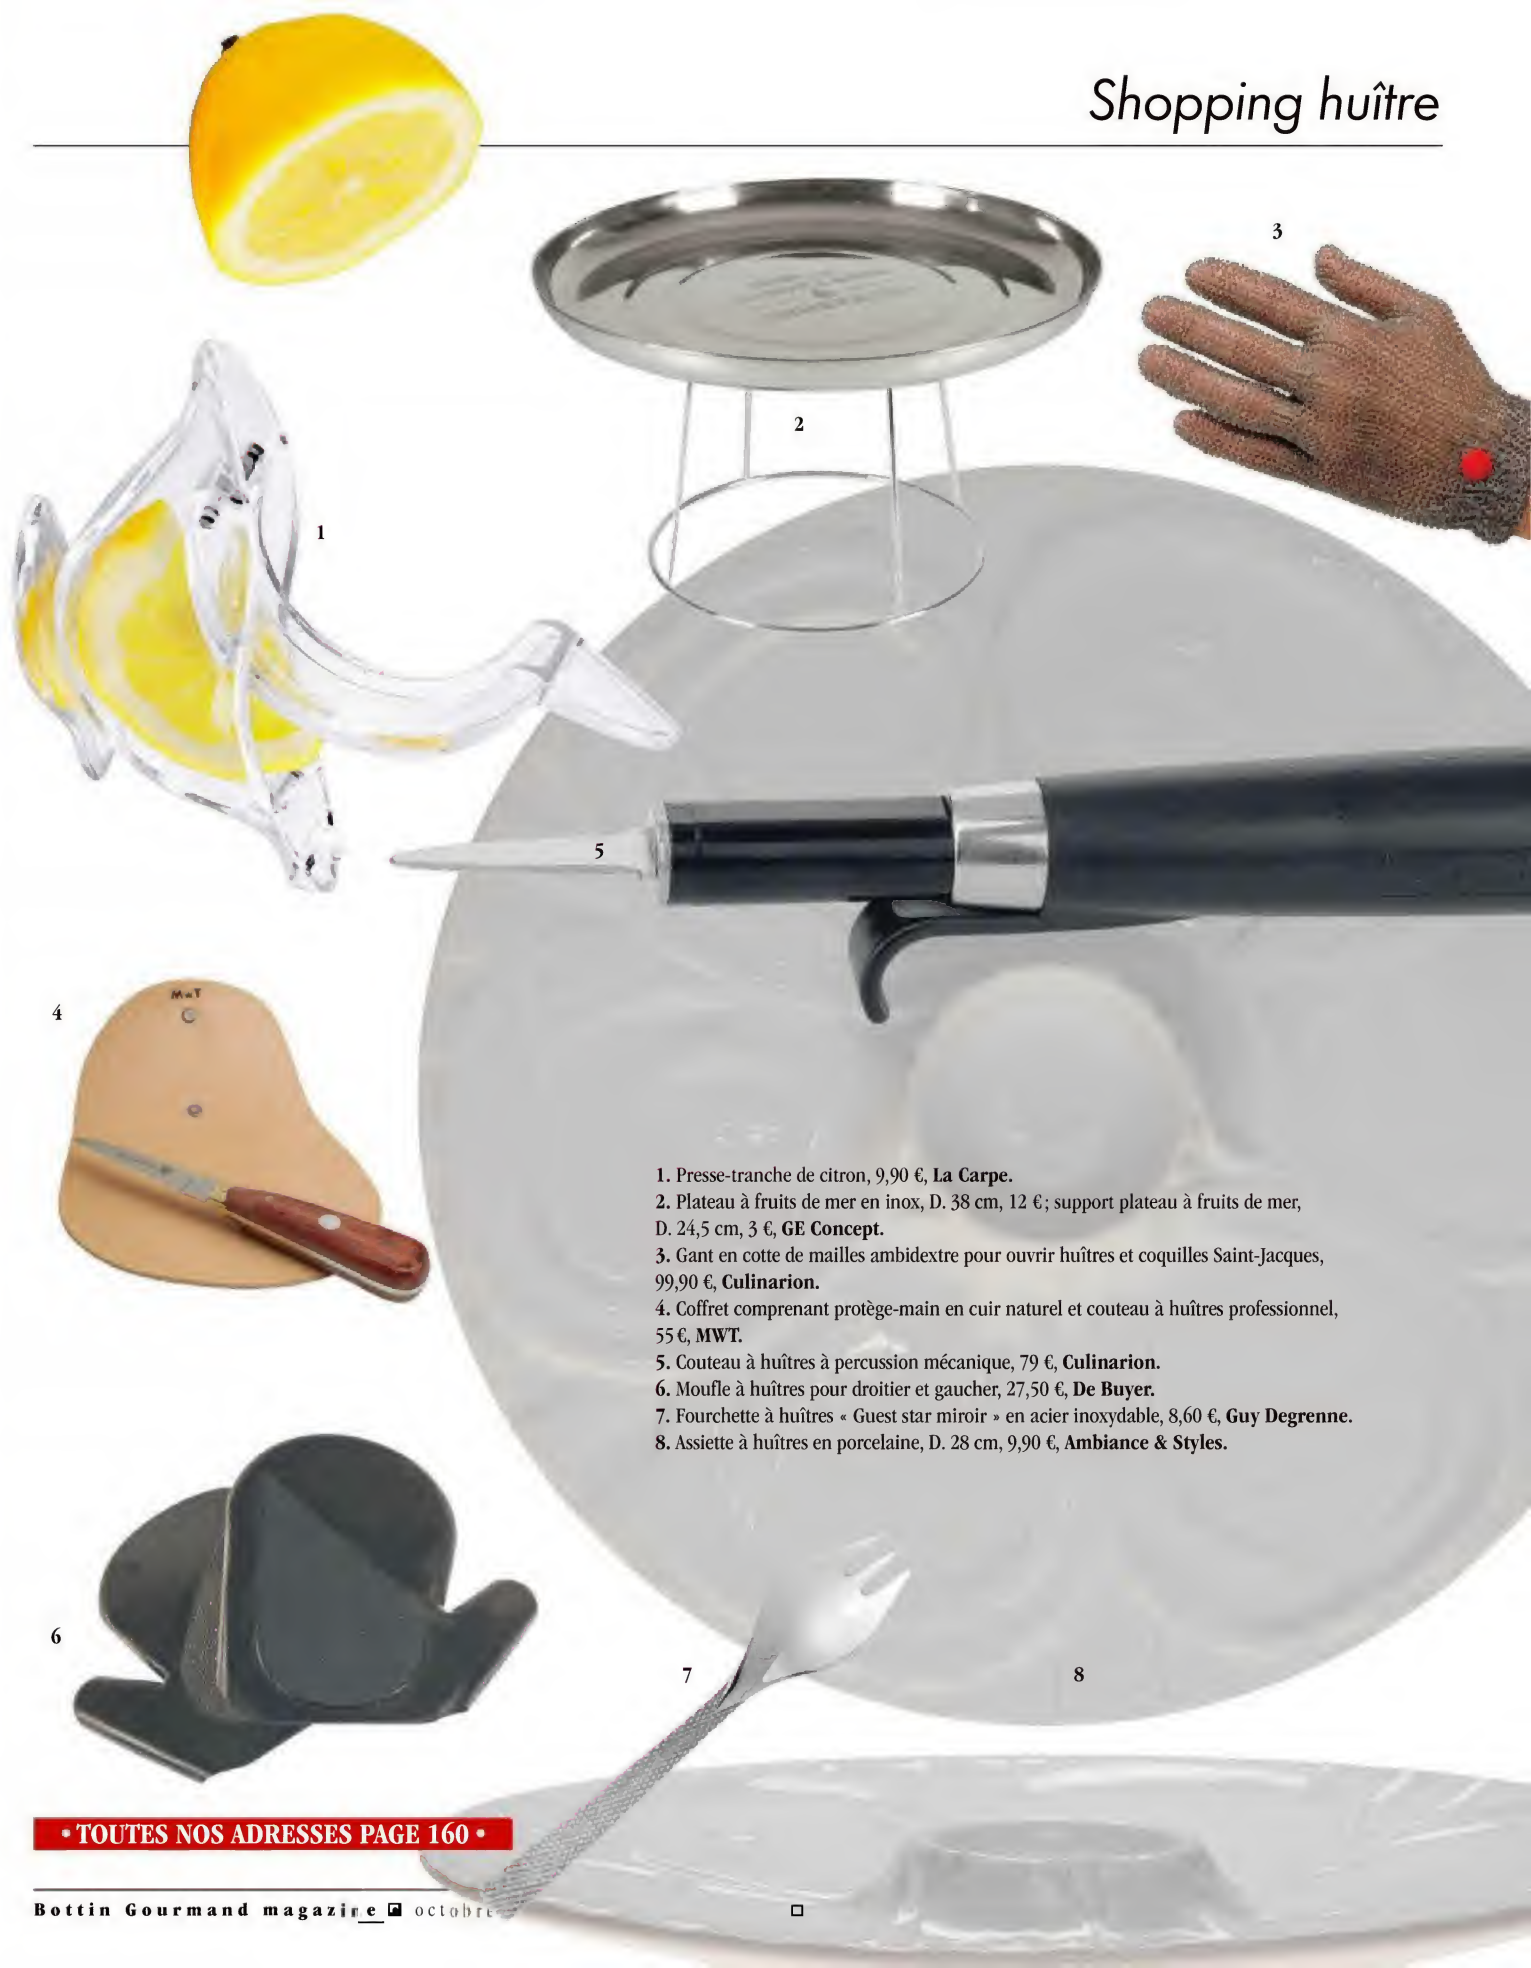 Shopping huître
3
2
1
5
MWT
4
1. Presse-tranche de citron, 9,90 €, La Carpe.
2. Plateau à fruits de mer en inox, D. 38 cm, 12 € ; support plateau à fruits de mer,
D. 24,5 cm, 3 €, GE Concept.
3. Gant en cotte de mailles ambidextre pour ouvrir huîtres et coquilles Saint-Jacques,
99,90 €, Culinarion.
4. Coffret comprenant protège-main en cuir naturel et couteau à huîtres professionnel,
55 €, MWT.
5. Couteau à huîtres à percussion mécanique, 79 €, Culinarion.
6. Moufle à huîtres pour droitier et gaucher, 27,50 €, De Buyer.
7. Fourchette à huîtres « Guest star miroir » en acier inoxydable, 8,60 €, Guy Degrenne.
8. Assiette à huîtres en porcelaine, D. 28 cm, 9,90 €, Ambiance & Styles.
6
7
8
• TOUTES NOS ADRESSES PAGE 160 •
Bottin Gourmand magazine octobre